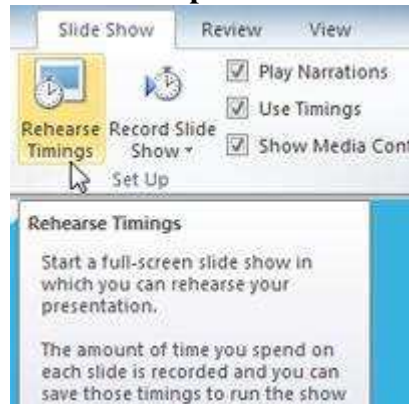 Slide Show Review View
Rehearse Timings
Record Slide Show
Play Narrations
Use Timings
Show Media Cont
Set Up
Rehearse Timings
Start a full-screen slide show in
which you can rehearse your
presentation.
The amount of time you spend on
each slide is recorded and you can
save those timings to run the show